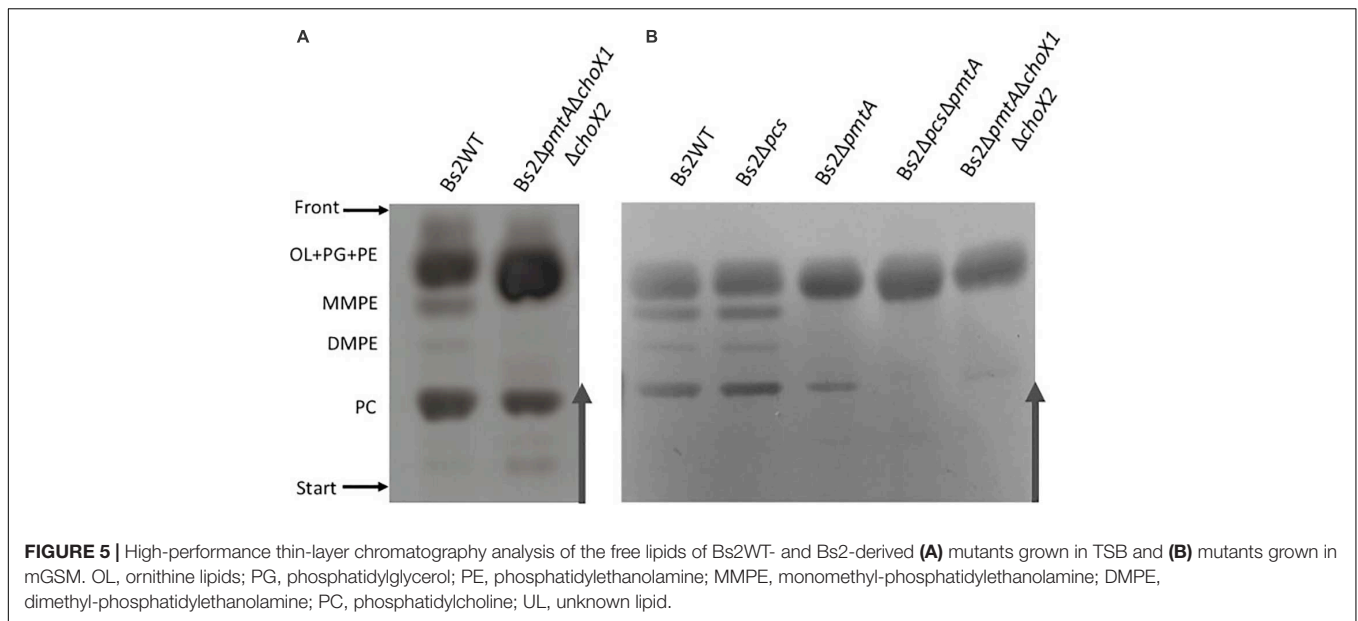 A
B
Bs2WT
Bs2ΔpmtAΔchoX1
ΔchoX2
Bs2WT
Bs2Δpcs
Bs2ΔpmtA
Bs2ΔpcsΔpmtA
Bs2ΔpmtAΔchoX1
ΔchoX2
Front
OL+PG+PE
MMPE
DMPE
PC
Start
FIGURE 5 | High-performance thin-layer chromatography analysis of the free lipids of Bs2WT- and Bs2-derived (A) mutants grown in TSB and (B) mutants grown in
mGSM. OL, ornithine lipids; PG, phosphatidylglycerol; PE, phosphatidylethanolamine; MMPE, monomethyl-phosphatidylethanolamine; DMPE,
dimethyl-phosphatidylethanolamine; PC, phosphatidylcholine; UL, unknown lipid.